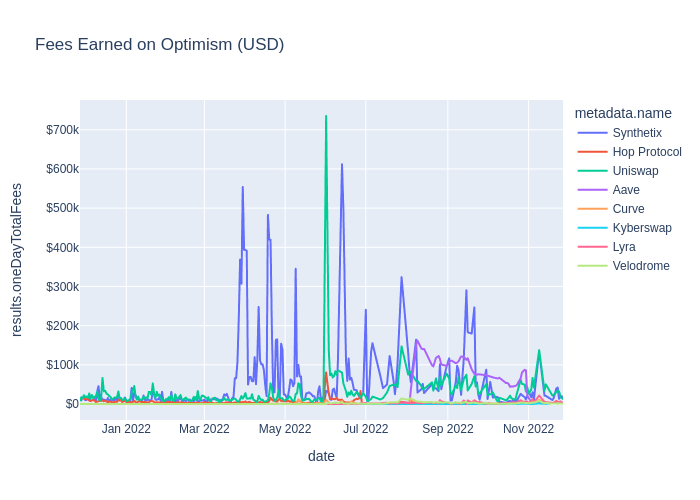 Fees Earned on Optimism (USD)
metadata.name
Synthetix
Hop Protocol
Uniswap
Aave
Curve
Kyberswap
Lyra
Velodrome
results.oneDayTotalFees
$700k
$600k
$500k
$400k
$300k
$200k
$100k
$0
Jan 2022
Mar 2022
May 2022
Jul 2022
Sep 2022
Nov 2022
date